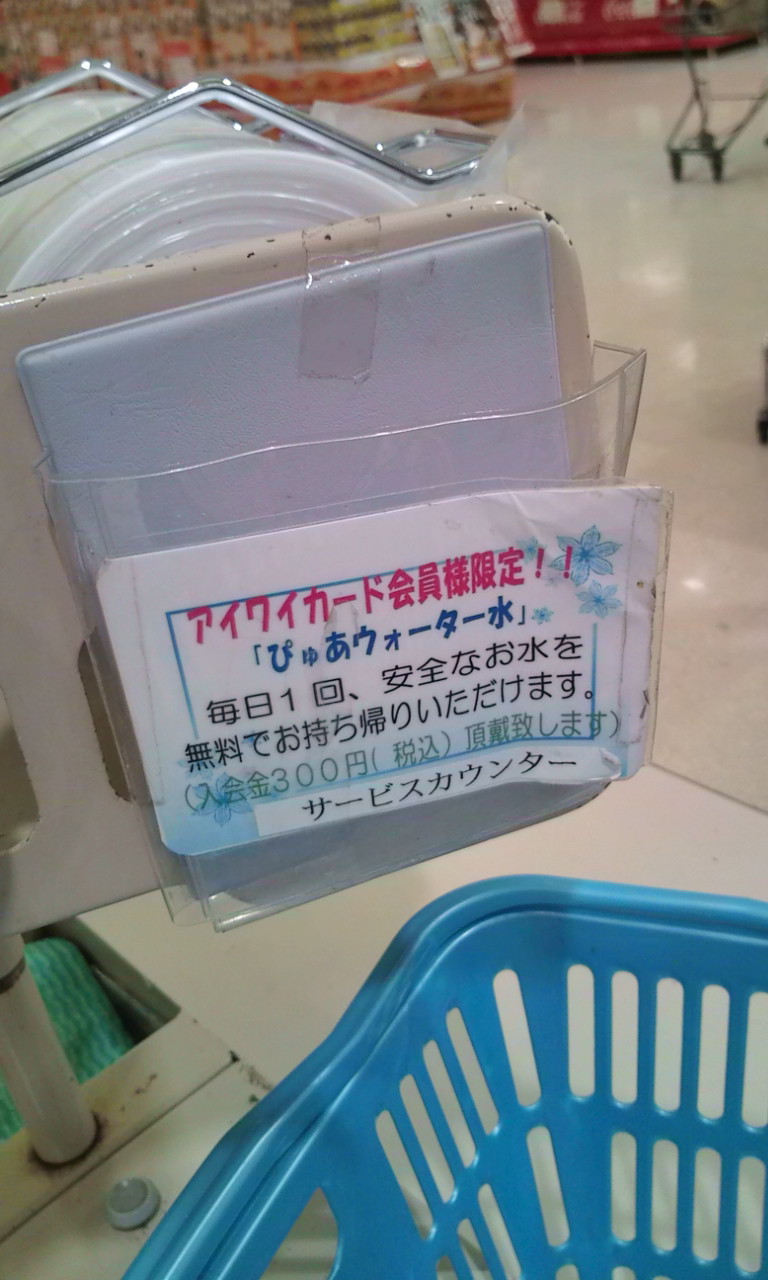 アイワイカード会員様限定!!
「ぴゅあウォーター水」
毎日1回、安全なお水を
無料でお持ち帰りいただけます。
(入会金300円(税込)頂戴致します)
サービスカウンター